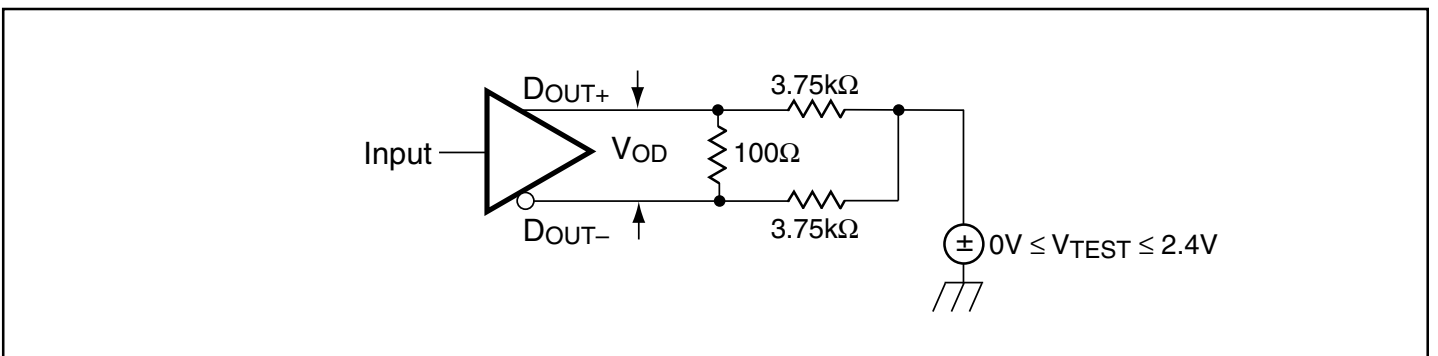 DOUT+
3.75kΩ
Input
VOD
100Ω
DOUT–
3.75kΩ
±
0V ≤ VTEST ≤ 2.4V